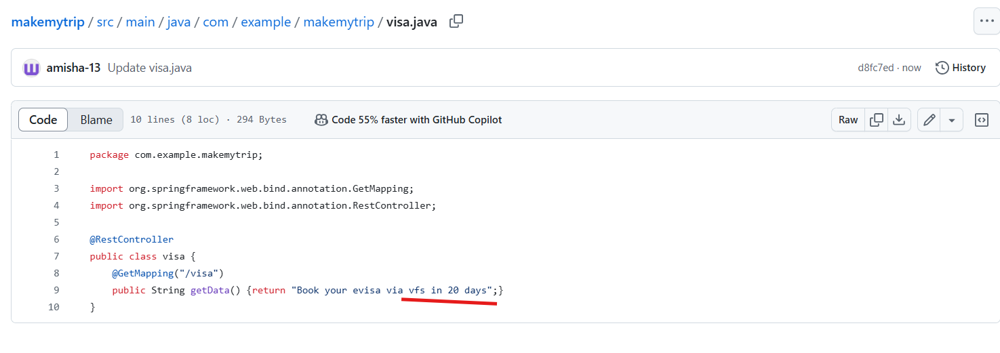 makemytrip / src / main / java / com / example / makemytrip / visa.java
amisha-13 Update visa.java d8fc7ed · now History
Code Blame 10 lines (8 loc) · 294 Bytes Code 55% faster with GitHub Copilot Raw
1 package com.example.makemytrip;
2
3 import org.springframework.web.bind.annotation.GetMapping;
4 import org.springframework.web.bind.annotation.RestController;
5
6 @RestController
7 public class visa {
8 @GetMapping("/visa")
9 public String getData() {return "Book your evisa via vfs in 20 days";}
10 }